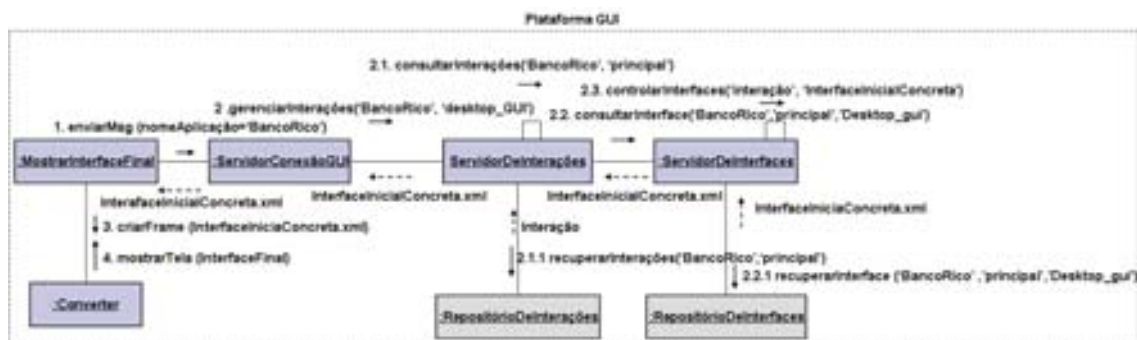 Plataforma GUI
2.1. consultarInterações('BancoRico', 'principal')
2.3. controlarInterfaces('Interação', 'InterfaceInicialConcreta')
2 .gerenciarInterações('BancoRico', 'desktop_GUI')
2.2. consultarInterface('BancoRico','principal','Desktop_gui')
1. enviarMsg (nomeAplicação='BancoRico')
:MostrarInterfaceFinal
:ServidorConexãoGUI
ServidorDeInterações
:ServidorDeInterfaces
InterafaceInicialConcreta.xml
InterfaceInicialConcreta.xml
InterfaceInicialConcreta.xml
InterfaceInicialConcreta.xml
Interação
3. criarFrame (InterfaceIniciaConcreta.xml)
4. mostrarTela (InterfaceFinal)
2.1.1 recuperarInterações('BancoRico','principal')
2.2.1 recuperarInterface ('BancoRico' ,'principal','Desktop_gui')
:Converter
:RepositórioDeInterações
:RepositórioDeInterfaces